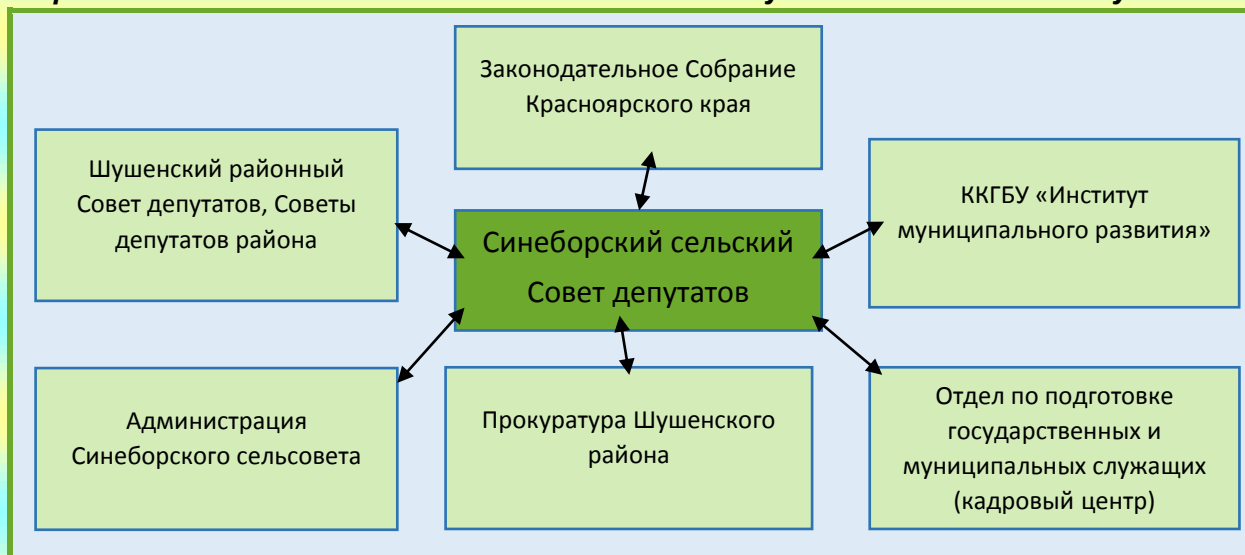 Законодательное Собрание
Красноярского края
Шушенский районный
Совет депутатов, Советы
депутатов района
ККГБУ «Институт
муниципального развития»
Синеборский сельский
Совет депутатов
Администрация
Синеборского сельсовета
Прокуратура Шушенского
района
Отдел по подготовке
государственных и
муниципальных служащих
(кадровый центр)